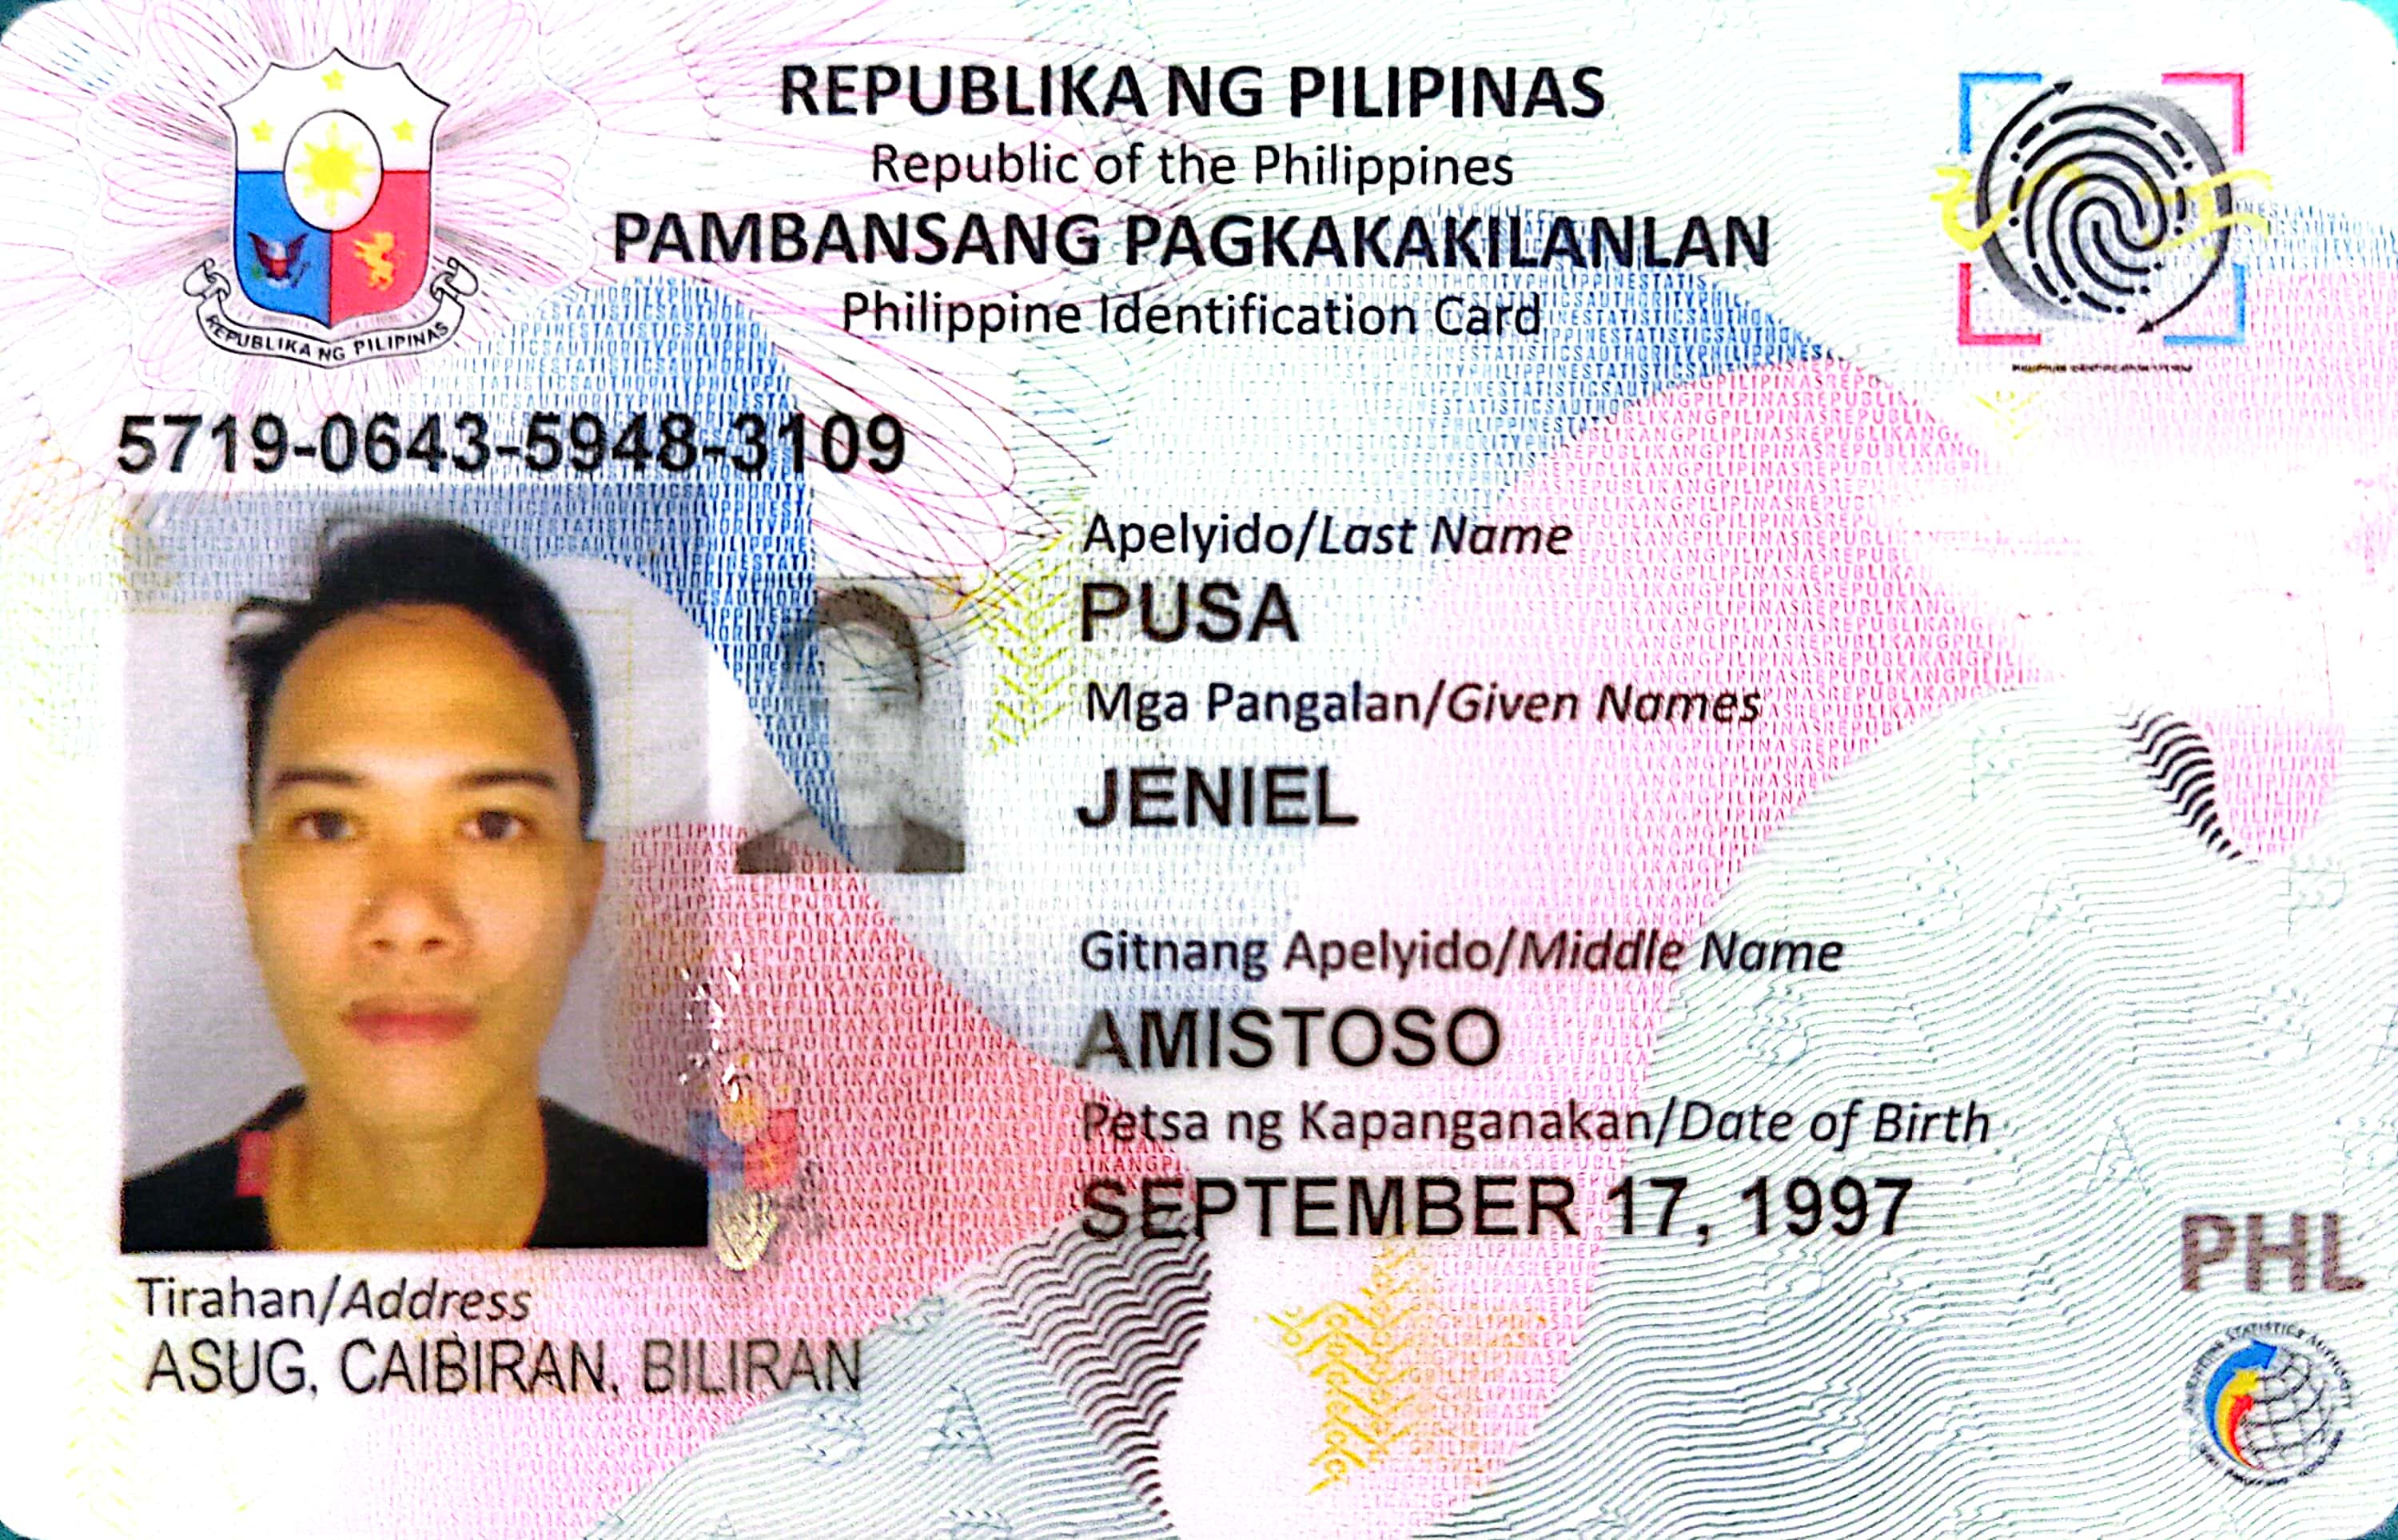 REPUBLIKA NG PILIPINAS
Republic of the Philippines
PAMBANSANG PAGKAKAKILANLAN
Philippine Identification Card
REPUBLIKA NG PILIPINAS
5719-0643-5948-3109
Apelyido/Last Name
PUSA
Mga Pangalan/Given Names
JENIEL
Gitnang Apelyido/Middle Name
AMISTOSO
Petsa ng Kapanganakan/Date of Birth
SEPTEMBER 17, 1997
Tirahan/Address
ASUG, CAIBIRAN, BILIRAN
PHL